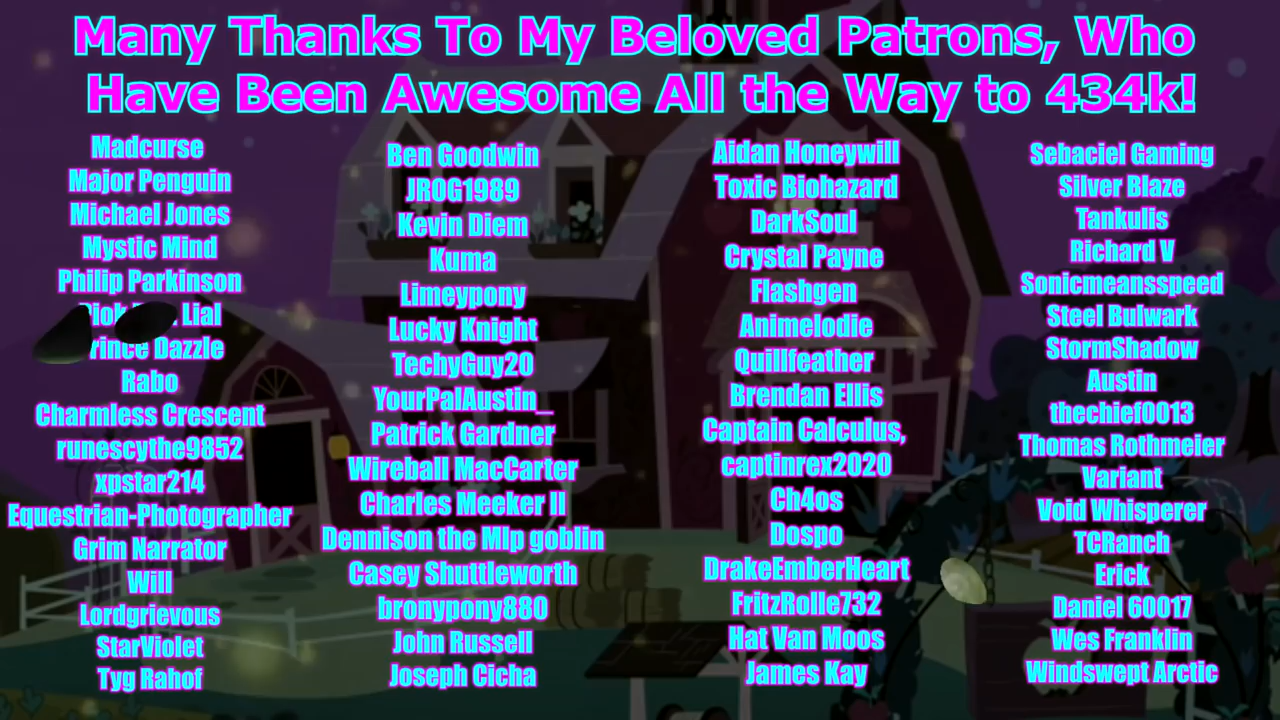 Many Thanks To My Beloved Patrons, Who
Have Been Awesome All the Way to 434k!
Madcurse
Major Penguin
Michael Jones
Mystic Mind
Philip Parkinson
Lial
Dazzle
Rabo
Charmless Crescent
runescythe9852
xpstar214
Equestrian-Photographer
Grim Narrator
Will
Lordgrievous
StarViolet
Tyg Rahof
Ben Goodwin
JROG1989
Kevin Diem
Kuma
Limeypony
Lucky Knight
TechyGuy20
YourPalAustin_
Patrick Gardner
Wireball MacCarter
Charles Meeker II
Dennison the Mlp goblin
Casey Shuttleworth
bronypony880
John Russell
Joseph Cicha
Aidan Honeywill
Toxic Biohazard
DarkSoul
Crystal Payne
Flashgen
Animelodie
Quillfeather
Brendan Ellis
Captain Calculus,
captinrex2020
Ch4os
Dospo
DrakeEmberHeart
FritzRolle732
Hat Van Moos
James Kay
Sebaciel Gaming
Silver Blaze
Tankulis
Richard V
Sonicmeansspeed
Steel Bulwark
StormShadow
Austin
thechief0013
Thomas Rothmeier
Variant
Void Whisperer
TCRanch
Erick
Daniel 60017
Wes Franklin
Windswept Arctic